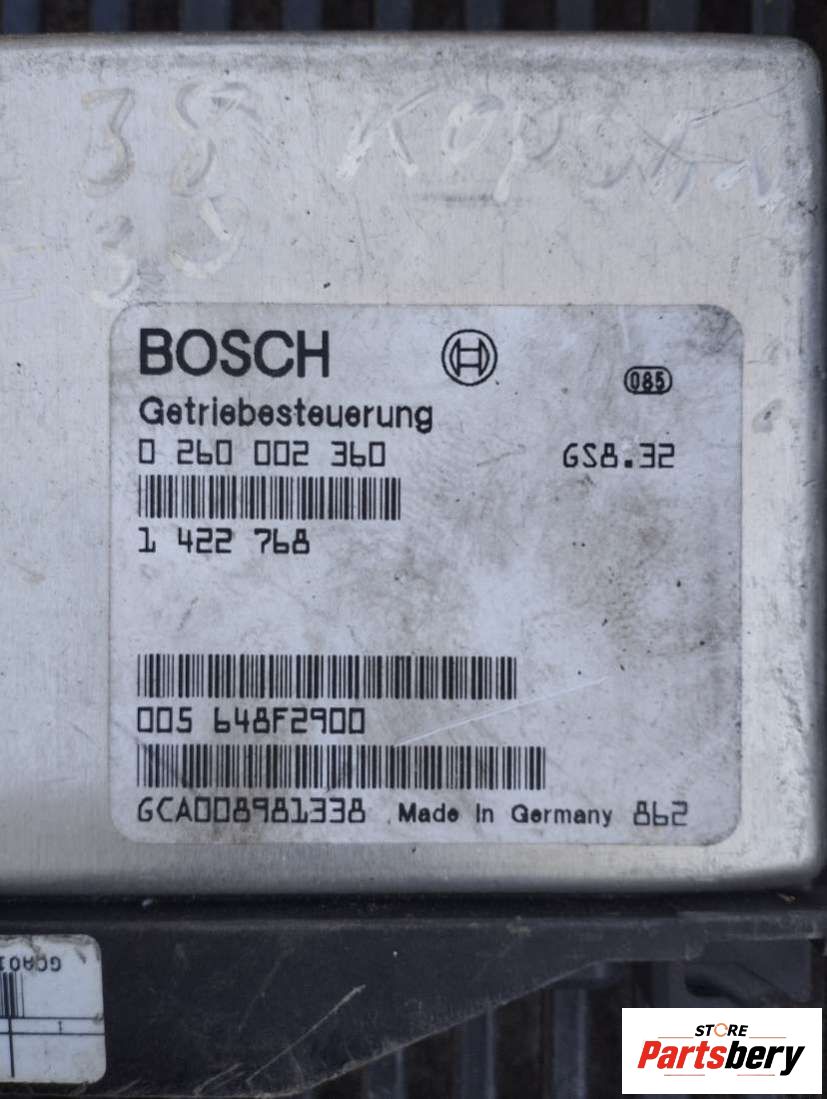 38
BOSCH
085
Getriebesteuerung
0 260 002 360 GS8.32
1 422 768
005 648F2900
GCA008981338 Made In Germany 862
GCA01
STORE
Partsbery